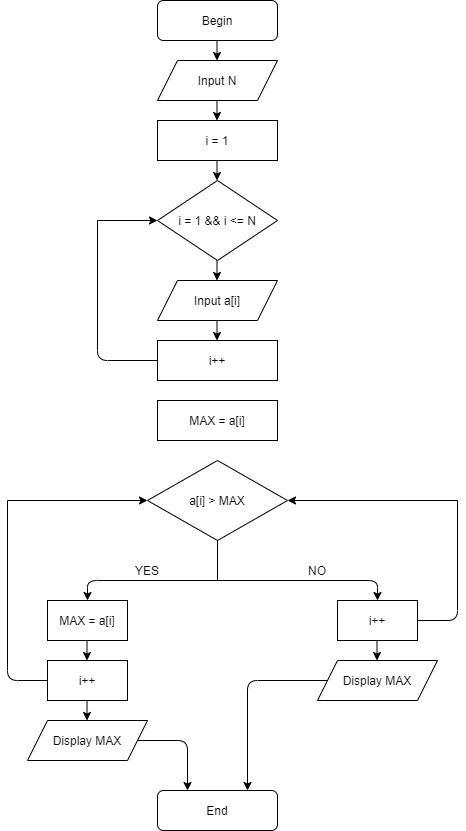 Begin
Input N
i = 1
i = 1 && i <= N
Input a[i]
i++
MAX = a[i]
a[i] > MAX
YES
NO
MAX = a[i]
i++
i++
Display MAX
Display MAX
End